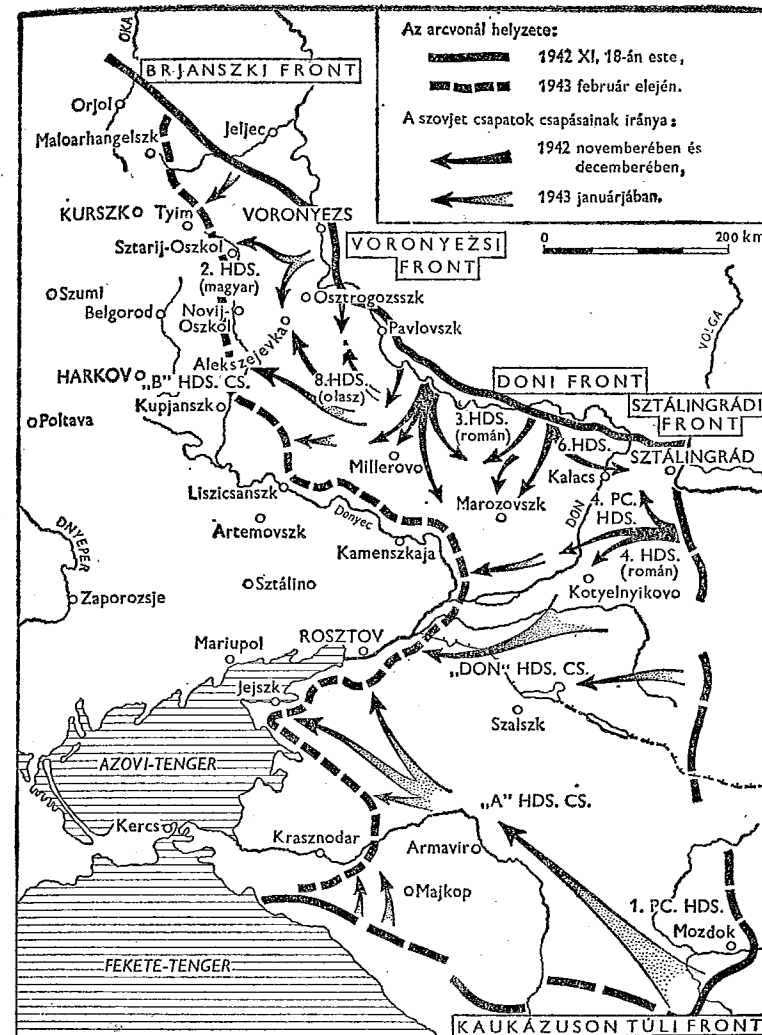 Az arcvonál helyzete:
1942 XI, 18-án este,
1943 február elején.
A szovjet csapatok csapásainak iránya:
1942 novemberében és
decemberében,
1943 januárjában.
0 200 km
OKA
BRJANSZKI FRONT
Orjol
Jeljec
Maloarhangelszk
KURSZK
Tyim
VORONYEZS
VORONYEZSI
FRONT
Sztarij-Oszkol
2. HDS.
(magyar)
Szumi
Osztrogozsszk
Belgorod
Novij-
Oszkol
Pavlovszk
VOLGA
Alekszejevka
HARKOV
„B” HDS. CS.
8. HDS.
(olasz)
DONI FRONT
Kupjanszk
SZTÁLINGRÁDI
FRONT
Poltava
3. HDS.
(román)
6. HDS.
SZTÁLINGRÁD
Millerovo
Kalacs
Liszicsanszk
Marozovszk
4. PC.
HDS.
DON
Donyec
Artemovszk
Kamenszkaja
4. HDS.
(román)
DNYEPER
Sztálino
Kotyelnyikovo
Zaporozsje
Mariupol
ROSZTOV
„DON” HDS. CS.
Jejszk
Szalszk
AZOVI-TENGER
„A” HDS. CS.
Kercs
Krasznodar
Armavir
Majkop
1. PC. HDS.
Mozdok
FEKETE-TENGER
KAUKÁZUSON TÚLI FRONT